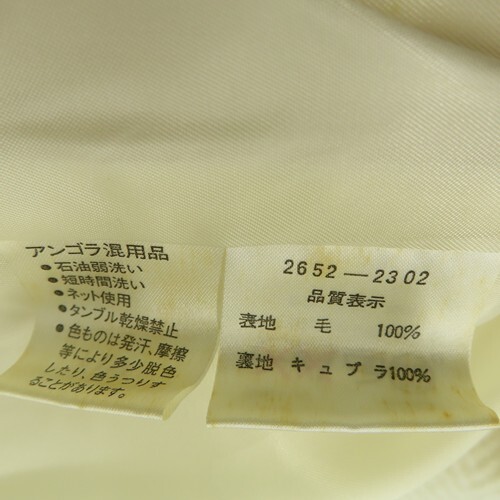 アンゴラ混用品
●石油弱洗い
●短時間洗い
●ネット使用
●タンブル乾燥禁止
●色ものは発汗、摩擦
等により多少脱色
したり、色うつりす
ることがあります。
2652—2302
品質表示
表地 毛 100%
裏地 キュプラ100%